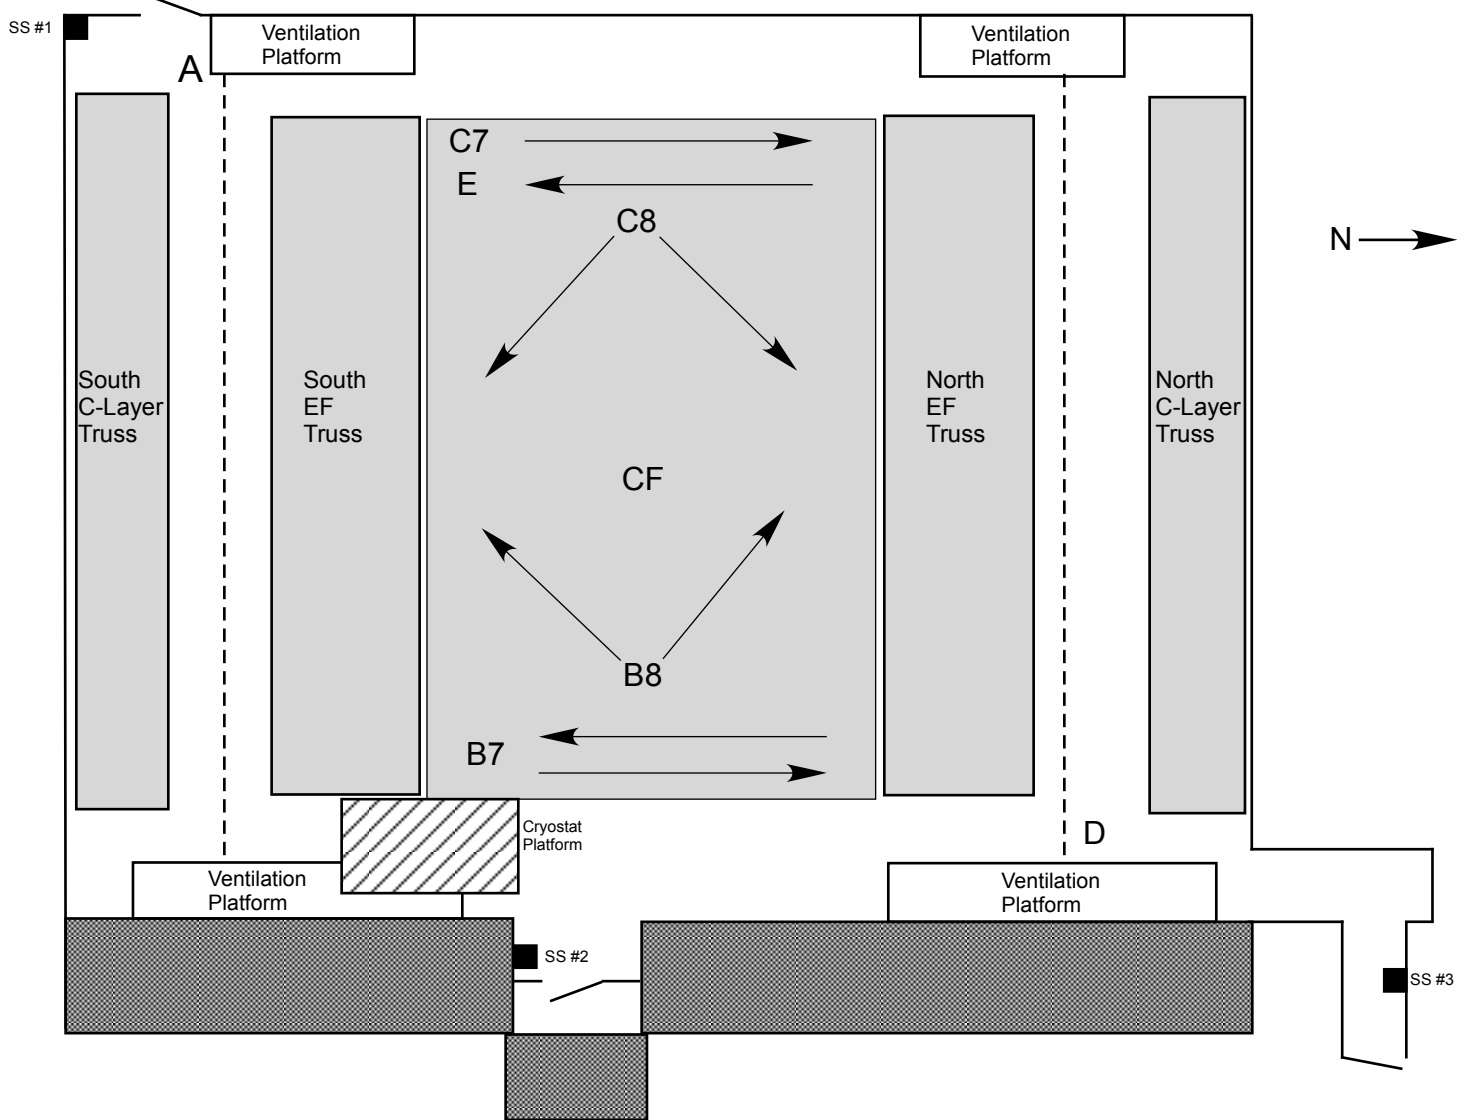 SS #1
Ventilation
Platform
Ventilation
Platform
A
C7
E
C8
N
South
C-Layer
Truss
South
EF
Truss
North
EF
Truss
North
C-Layer
Truss
CF
B8
B7
Cryostat
Platform
D
Ventilation
Platform
Ventilation
Platform
SS #2
SS #3